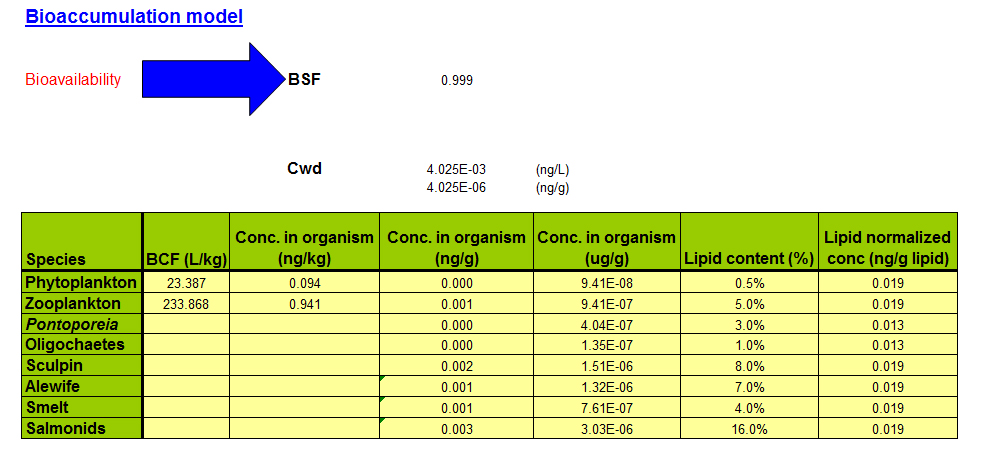 Bioaccumulation model
Bioavailability BSF 0.999
Cwd 4.025E-03 (ng/L)
4.025E-06 (ng/g)
Species BCF (L/kg) Conc. in organism (ng/kg) Conc. in organism (ng/g) Conc. in organism (ug/g) Lipid content (%) Lipid normalized conc (ng/g lipid)
Phytoplankton 23.387 0.094 0.000 9.41E-08 0.5% 0.019
Zooplankton 233.868 0.941 0.001 9.41E-07 5.0% 0.019
Pontoporeia 0.000 4.04E-07 3.0% 0.013
Oligochaetes 0.000 1.35E-07 1.0% 0.013
Sculpin 0.002 1.51E-06 8.0% 0.019
Alewife 0.001 1.32E-06 7.0% 0.019
Smelt 0.001 7.61E-07 4.0% 0.019
Salmonids 0.003 3.03E-06 16.0% 0.019